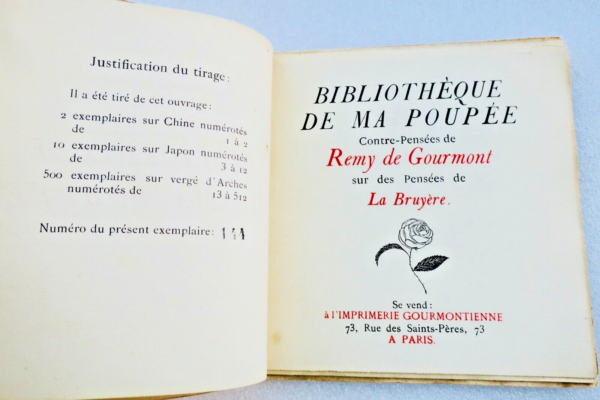 Justification du tirage:
Il a été tiré de cet ouvrage:
2 exemplaires sur Chine numérotés
de 1 à 2
10 exemplaires sur Japon numérotés
de 3 à 12
500 exemplaires sur vergé d'Arches
numérotés de 13 à 512
Numéro du présent exemplaire:
BIBLIOTHÈQUE
DE MA POUPÉE
Contre-Pensées de
Remy de Gourmont
sur des Pensées de
La Bruyère.
Se vend:
à l'IMPRIMERIE GOURMONTIENNE
73, Rue des Saints-Pères, 73
A PARIS.